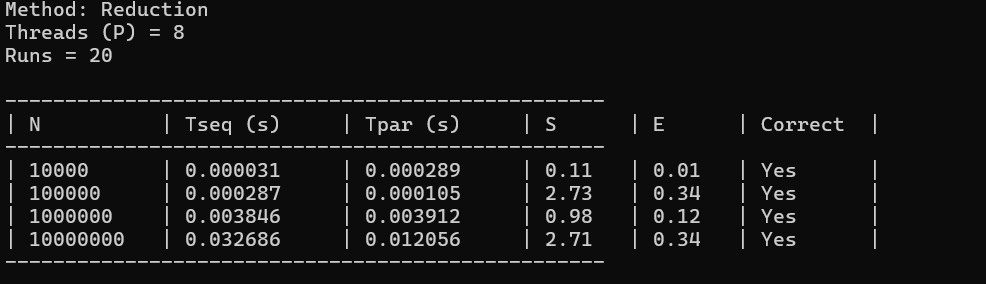 Method: Reduction
Threads (P) = 8
Runs = 20
--------------------------------------------------
| N          | Tseq (s)     | Tpar (s)     | S      | E      | Correct  |
--------------------------------------------------
| 10000      | 0.000031     | 0.000289     | 0.11   | 0.01   | Yes      |
| 100000     | 0.000287     | 0.000105     | 2.73   | 0.34   | Yes      |
| 1000000    | 0.003846     | 0.003912     | 0.98   | 0.12   | Yes      |
| 10000000   | 0.032686     | 0.012056     | 2.71   | 0.34   | Yes      |
--------------------------------------------------